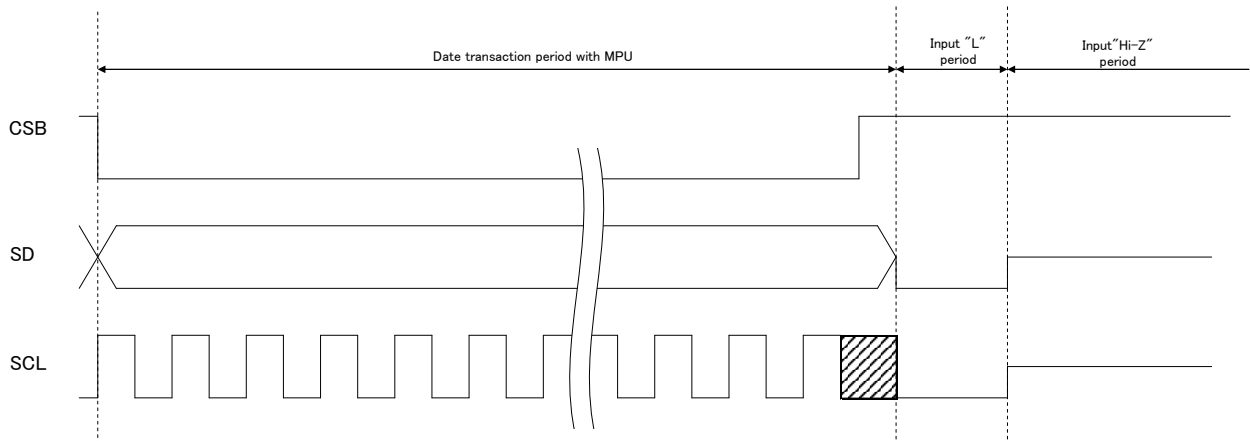 Date transaction period with MPU
Input "L"
period
Input"Hi-Z"
period
CSB
SD
SCL